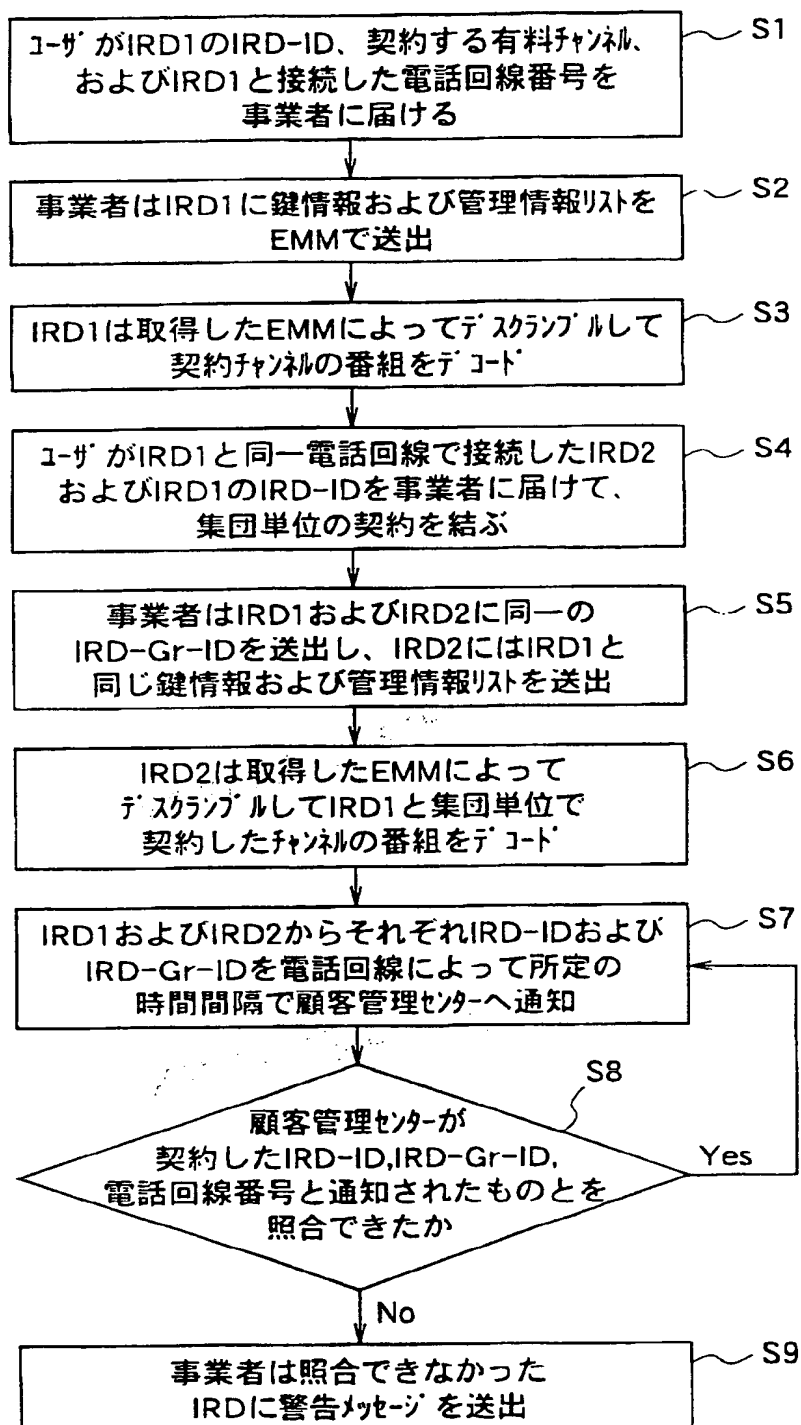 ユーザがIRD1のIRD-ID、契約する有料チャンネル、
およびIRD1と接続した電話回線番号を
事業者に届ける
S1
事業者はIRD1に鍵情報および管理情報リストを
EMMで送出
S2
IRD1は取得したEMMによってデスクランブルして
契約チャンネルの番組をデコード
S3
ユーザがIRD1と同一電話回線で接続したIRD2
およびIRD1のIRD-IDを事業者に届けて、
集団単位の契約を結ぶ
S4
事業者はIRD1およびIRD2に同一の
IRD-Gr-IDを送出し、IRD2にはIRD1と
同じ鍵情報および管理情報リストを送出
S5
IRD2は取得したEMMによって
デスクランブルしてIRD1と集団単位で
契約したチャンネルの番組をデコード
S6
IRD1およびIRD2からそれぞれIRD-IDおよび
IRD-Gr-IDを電話回線によって所定の
時間間隔で顧客管理センターへ通知
S7
S8
顧客管理センターが
契約したIRD-ID,IRD-Gr-ID,
電話回線番号と通知されたものとを
照合できたか
Yes
No
事業者は照合できなかった
IRDに警告メッセージを送出
S9